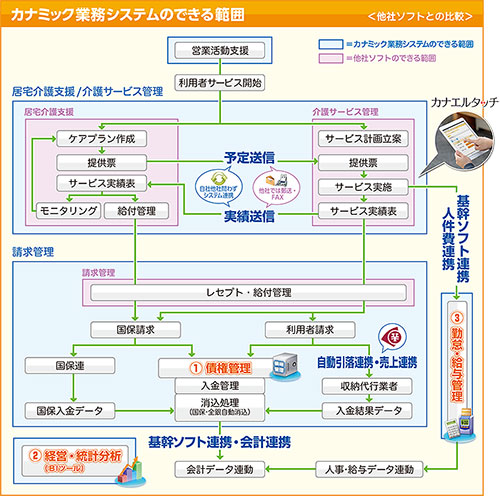 カナミック業務システムのできる範囲
＜他社ソフトとの比較＞
営業活動支援
＝カナミック業務システムのできる範囲
＝他社ソフトのできる範囲
利用者サービス開始
居宅介護支援/介護サービス管理
カナエルタッチ
居宅介護支援
介護サービス管理
ケアプラン作成
サービス計画立案
予定送信
提供票
提供票
自社他社問わず
システム連携
他社では郵送・
FAX
サービス実績表
サービス実施
モニタリング
給付管理
実績送信
サービス実績表
基幹ソフト連携・
人件費連携
請求管理
請求管理
レセプト・給付管理
国保請求
利用者請求
③勤怠・給与管理
国保連
①債権管理
自動引落連携・売上連携
入金管理
収納代行業者
国保入金データ
消込処理
(国保・全銀自動消込)
入金結果データ
基幹ソフト連携・会計連携
②経営・統計分析
(BIツール)
会計データ連動
人事・給与データ連動